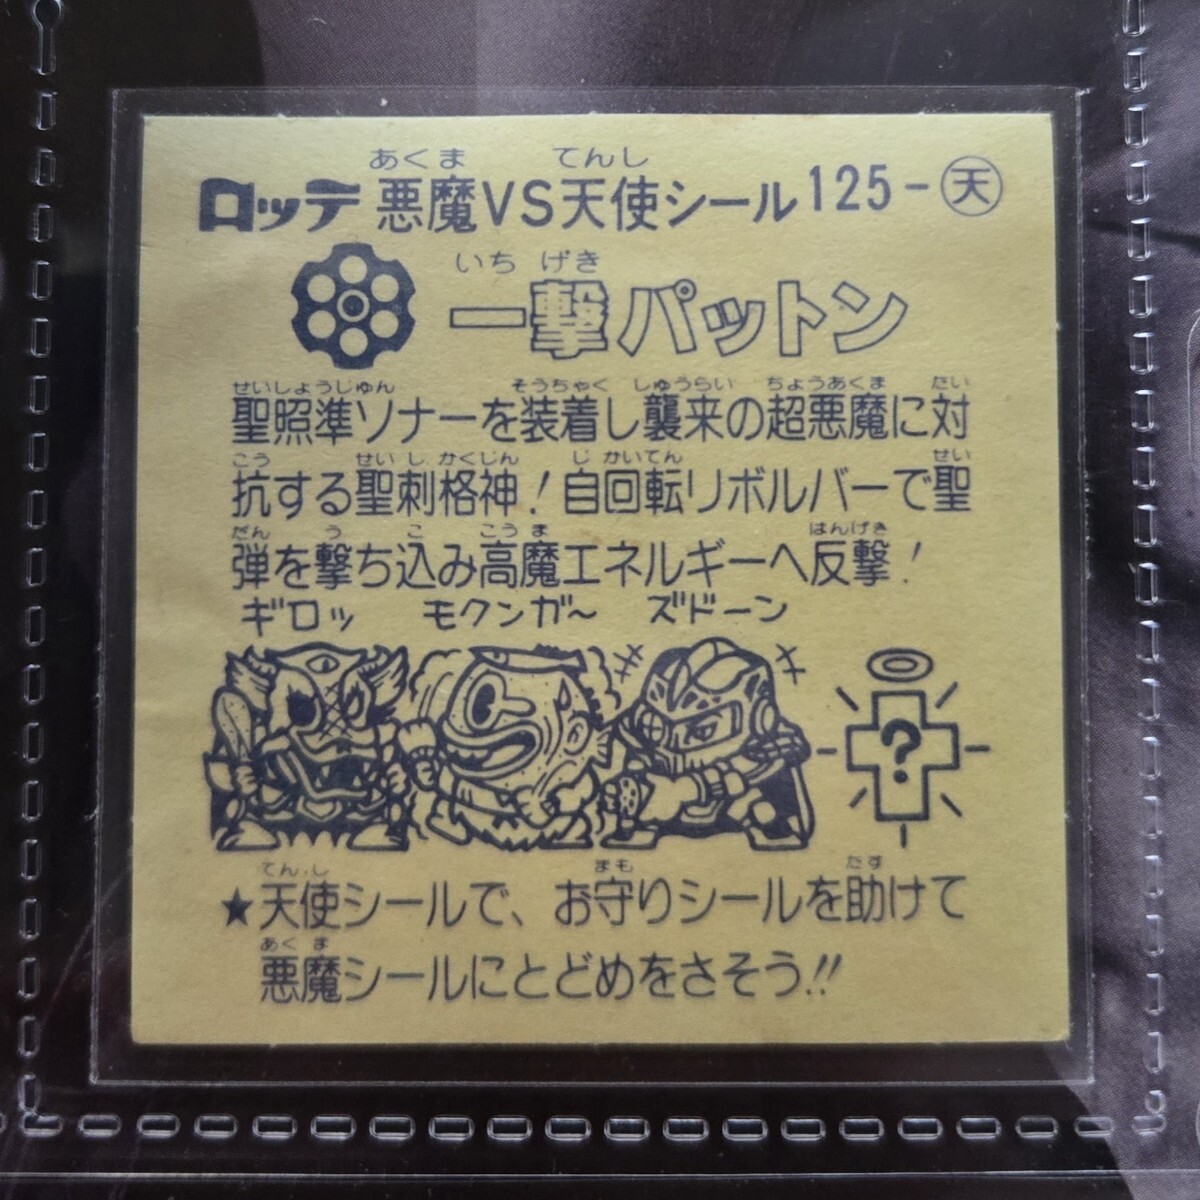 あくま てんし
ロッテ 悪魔VS天使シール 125-天
いち げき
一撃パットン
せいしょうじゅん そうちゃく しゅうらい ちょうあくま たい
聖照準ソナーを装着し襲来の超悪魔に対
こう せい し かくじん じ かいてん せい
抗する聖刺格神!自回転リボルバーで聖
だん う こ こうま はんげき
弾を撃ち込み高魔エネルギーへ反撃!
ギロッ モクンガ〜 ズドーン
?
てんし まも たす
★天使シールで、お守りシールを助けて
あくま
悪魔シールにとどめをさそう!!